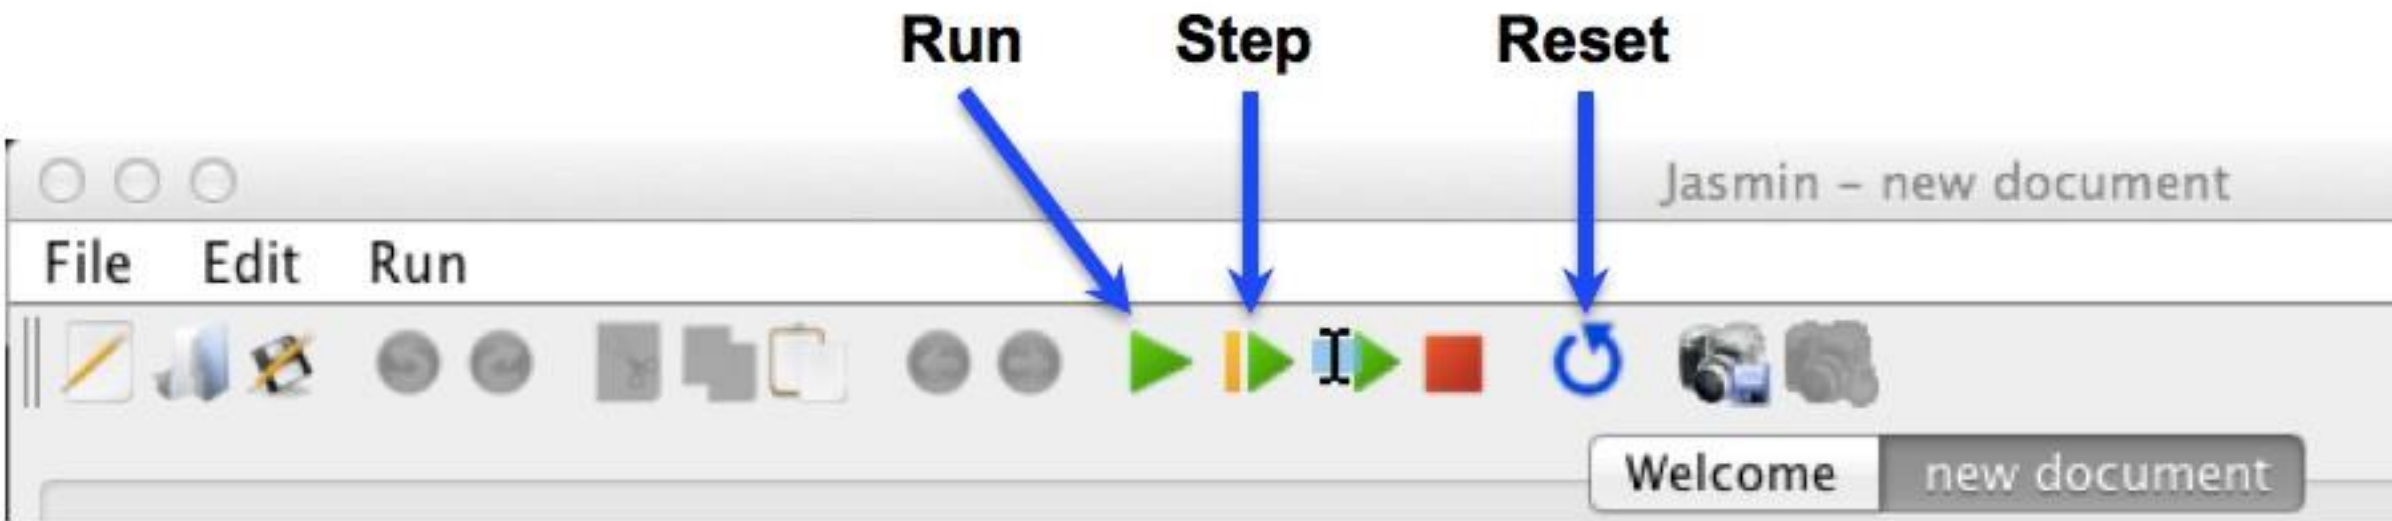 Run Step Reset
Jasmin – new document
File Edit Run
Welcome new document